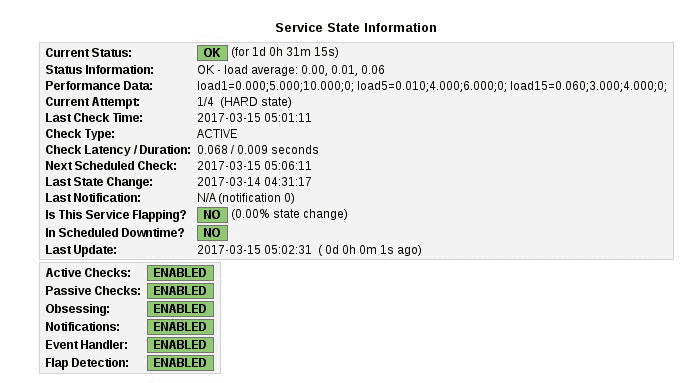 Service State Information
Current Status: OK (for 1d 0h 31m 15s)
Status Information: OK - load average: 0.00, 0.01, 0.06
Performance Data: load1=0.000;5.000;10.000;0; load5=0.010;4.000;6.000;0; load15=0.060;3.000;4.000;0;
Current Attempt: 1/4 (HARD state)
Last Check Time: 2017-03-15 05:01:11
Check Type: ACTIVE
Check Latency / Duration: 0.068 / 0.009 seconds
Next Scheduled Check: 2017-03-15 05:06:11
Last State Change: 2017-03-14 04:31:17
Last Notification: N/A (notification 0)
Is This Service Flapping? NO (0.00% state change)
In Scheduled Downtime? NO
Last Update: 2017-03-15 05:02:31 ( 0d 0h 0m 1s ago)
Active Checks: ENABLED
Passive Checks: ENABLED
Obsessing: ENABLED
Notifications: ENABLED
Event Handler: ENABLED
Flap Detection: ENABLED